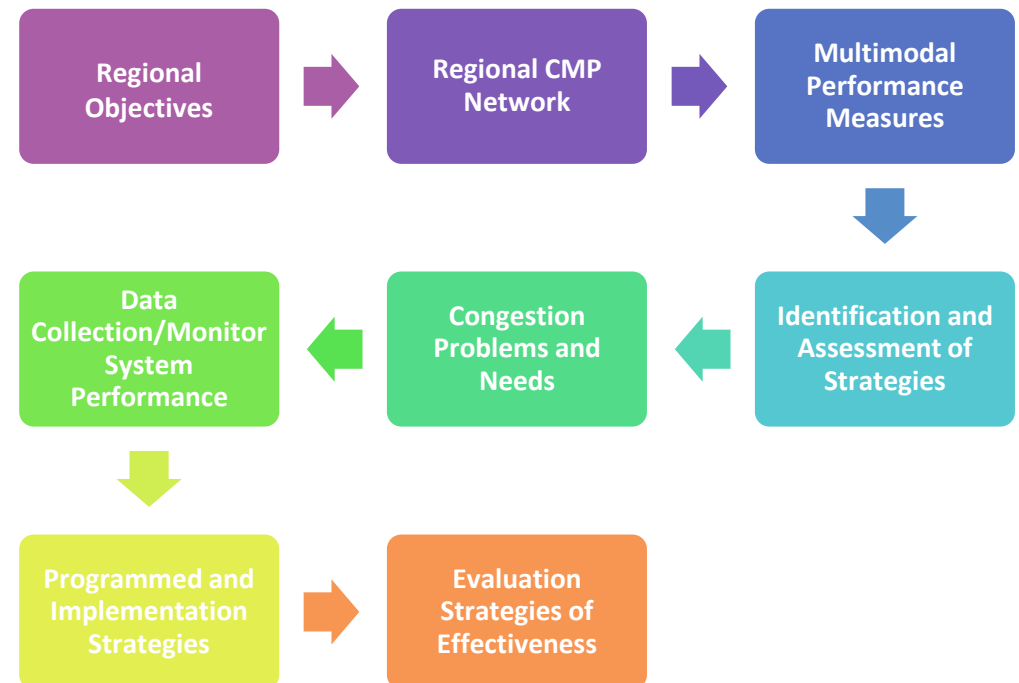 Regional
Objectives
Regional CMP
Network
Multimodal
Performance
Measures
Identification and
Assessment of
Strategies
Congestion
Problems and
Needs
Data
Collection/Monitor
System
Performance
Programmed and
Implementation
Strategies
Evaluation
Strategies of
Effectiveness